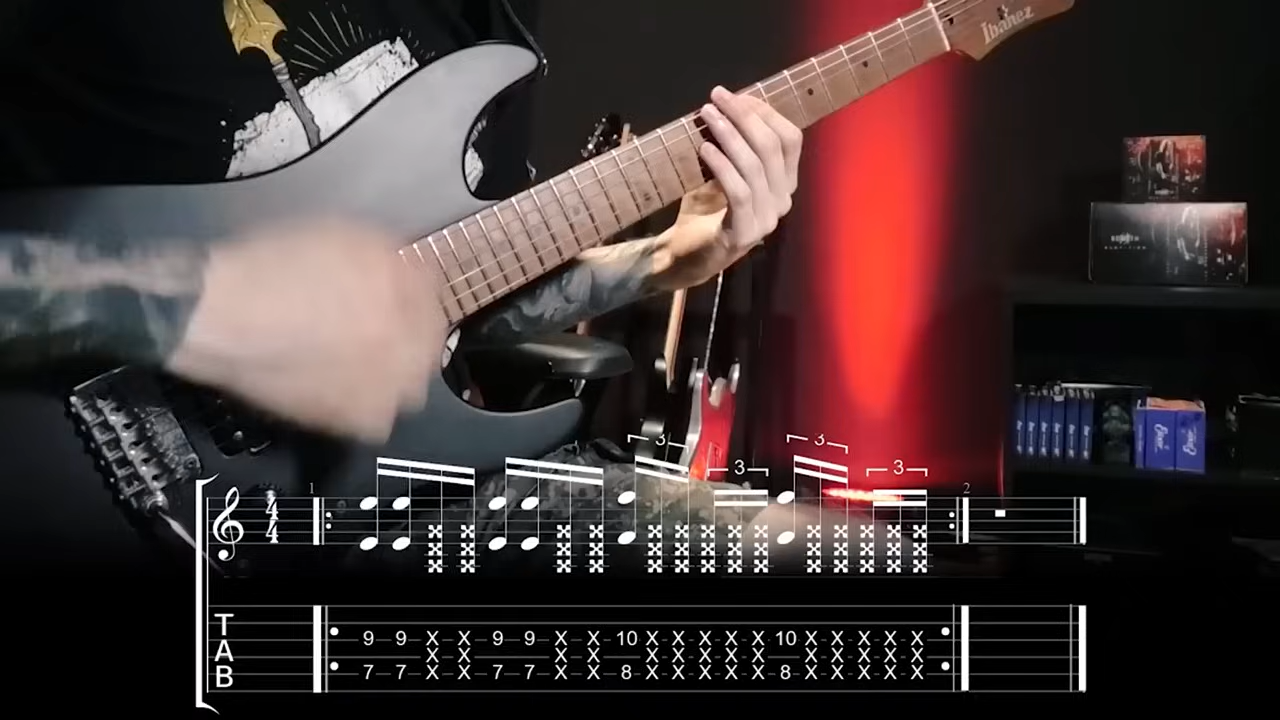 Ibanez
3
3
3
3
1
2
4
4
T
A
B
9 9 X X 9 9 X X 10 X X X X X 10 X X X X X
X X X X X X X X X X X X X X
7 7 X X 7 7 X X 8 X X X X X 8 X X X X X